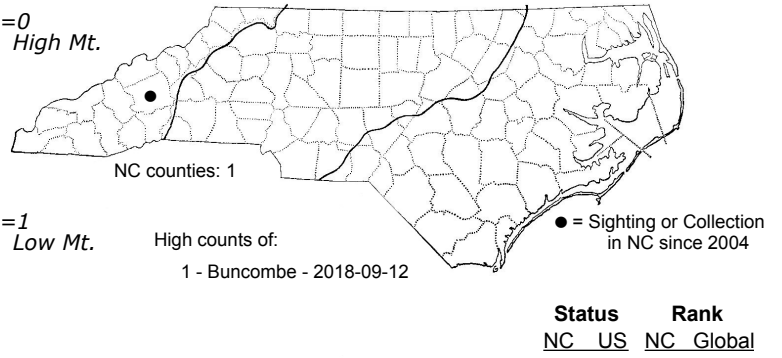 =0
High Mt.
NC counties: 1
=1
Low Mt.
High counts of:
1 - Buncombe - 2018-09-12
● = Sighting or Collection
in NC since 2004
Status Rank
NC US NC Global